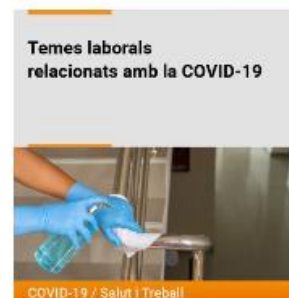 Temes laborals
relacionats amb la COVID-19
COVID-19 / Salut i Treball